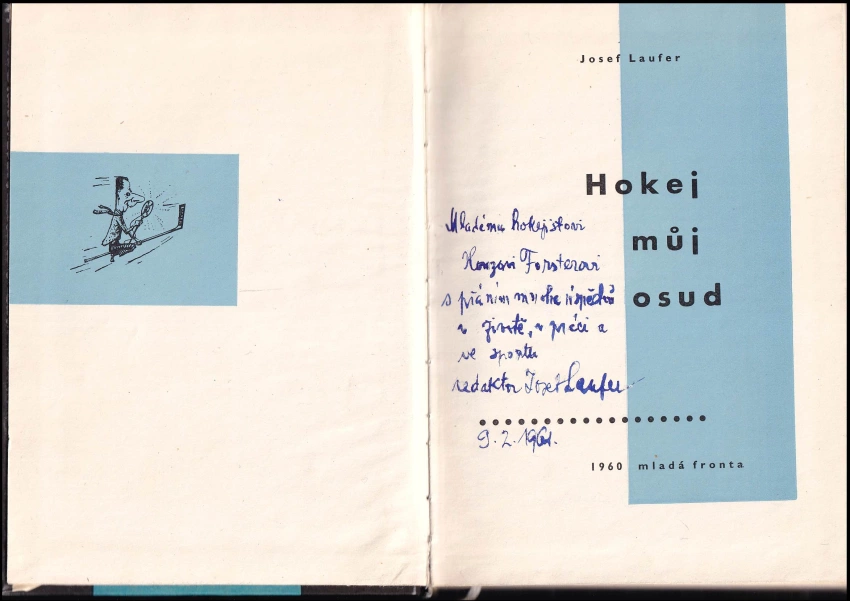 Josef Laufer
Hokej
můj
osud
Mladému hokejistovi
Honzovi Forsterovi
s přáním mnoha úspěchů
v životě, v práci a
ve sportu
redaktor Josef Laufer
9.2.1961.
1960 mladá fronta